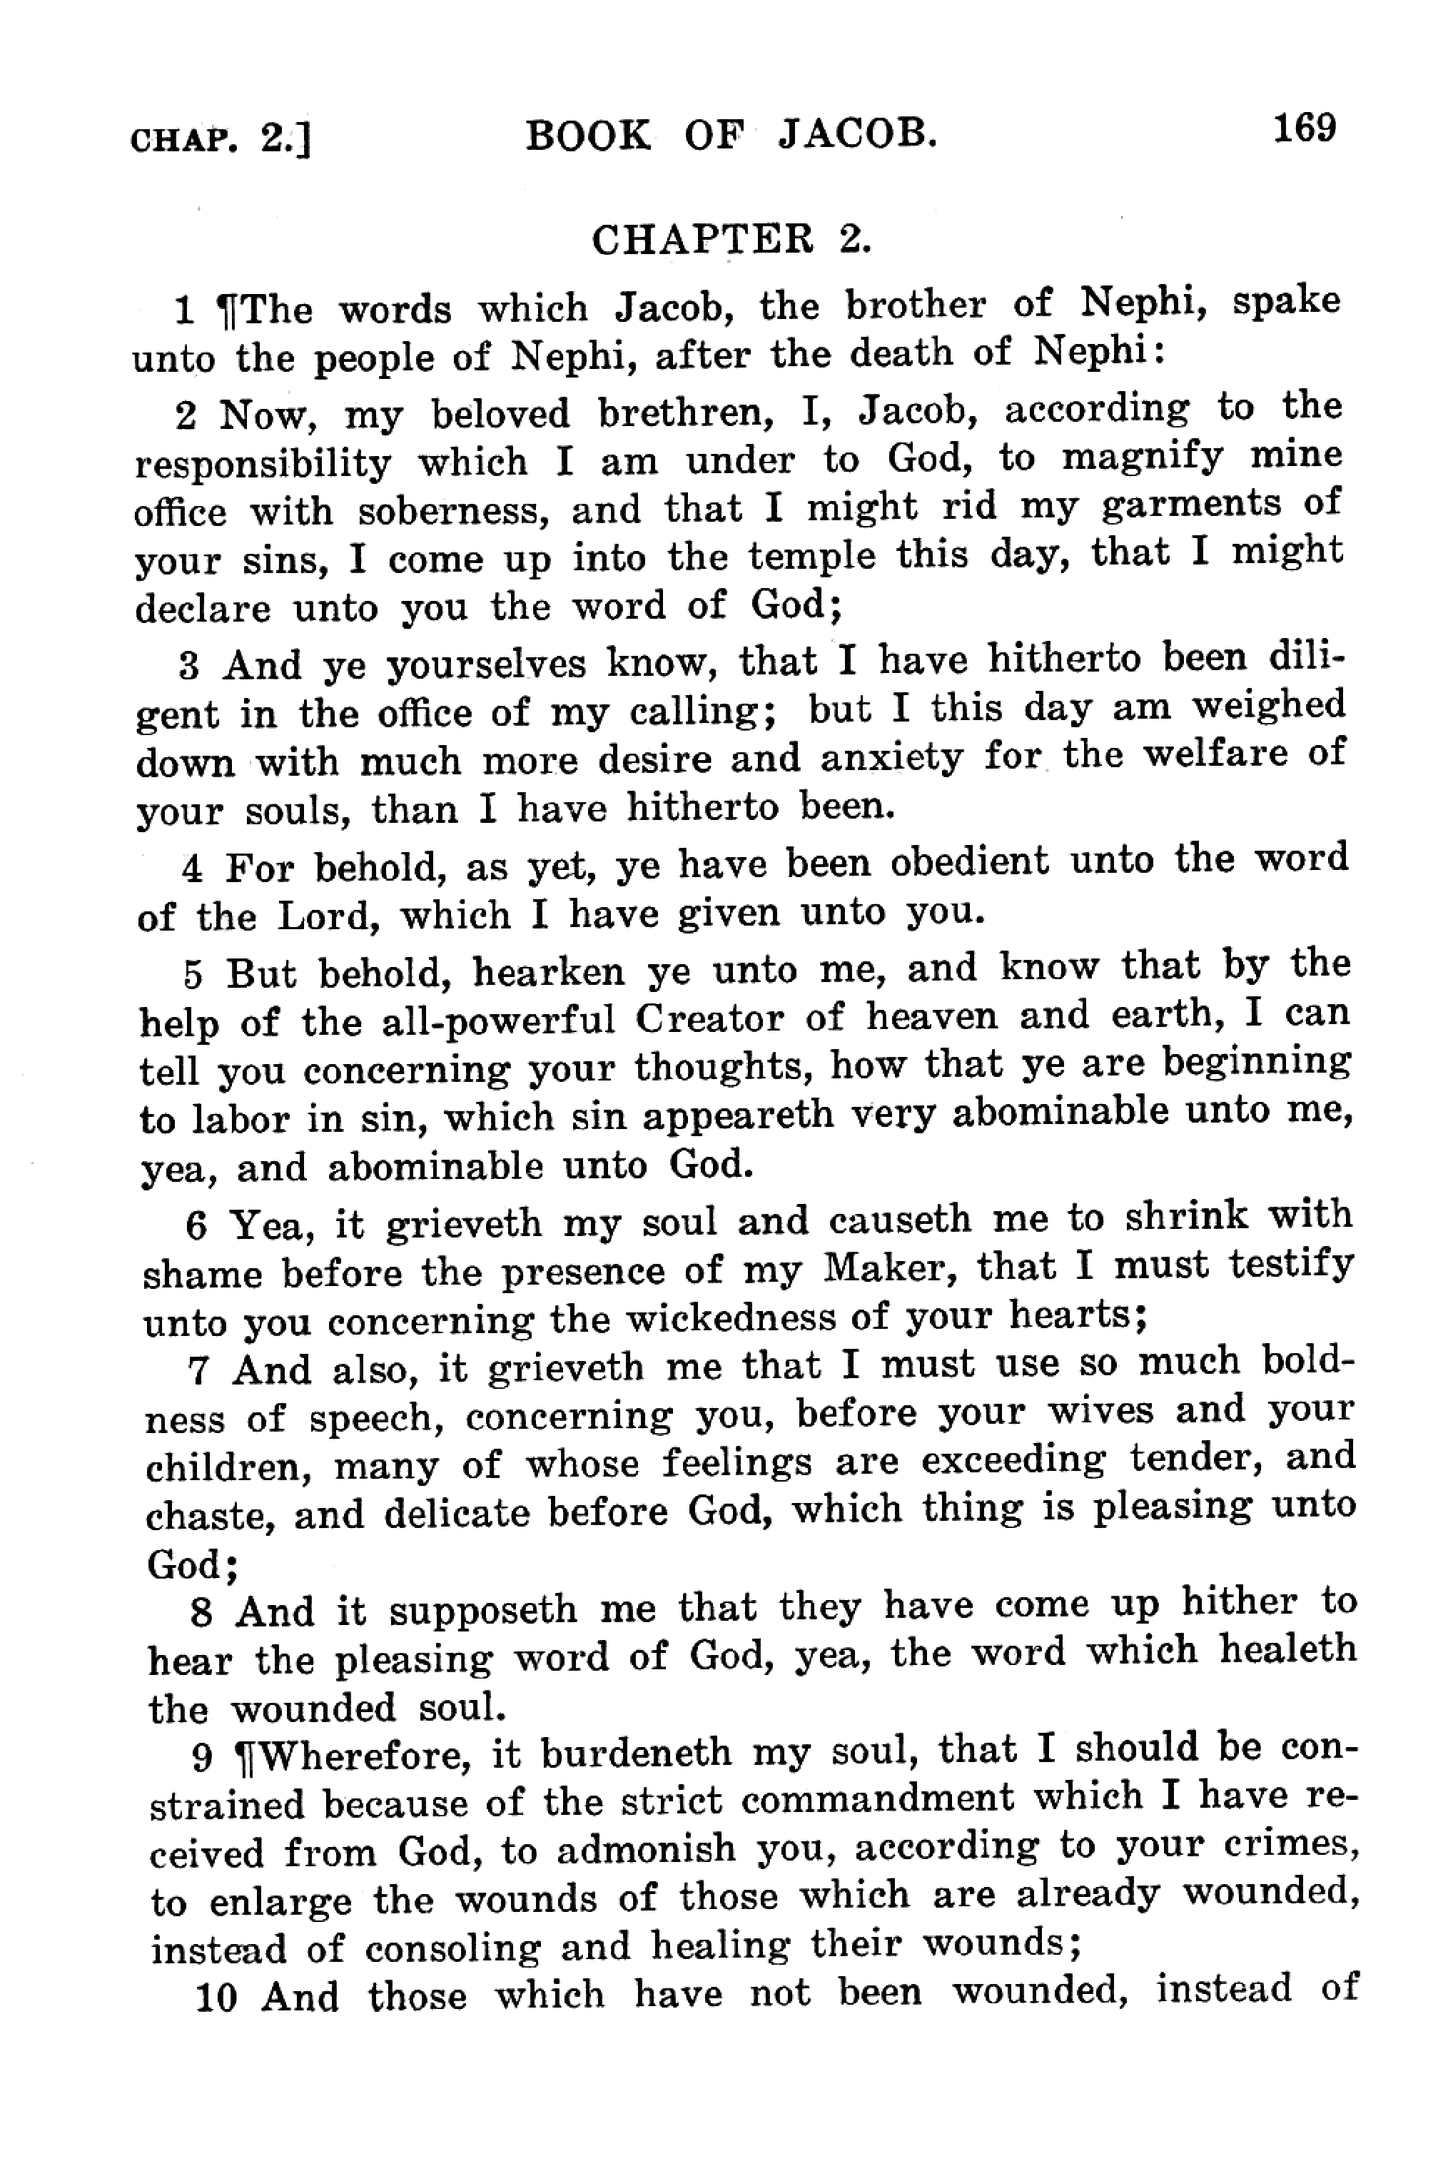 CHAP. 2.] BOOK OF JACOB. 169
CHAPTER 2.
1 ¶The words which Jacob, the brother of Nephi, spake
unto the people of Nephi, after the death of Nephi:
2 Now, my beloved brethren, I, Jacob, according to the
responsibility which I am under to God, to magnify mine
office with soberness, and that I might rid my garments of
your sins, I come up into the temple this day, that I might
declare unto you the word of God;
3 And ye yourselves know, that I have hitherto been dili-
gent in the office of my calling; but I this day am weighed
down with much more desire and anxiety for the welfare of
your souls, than I have hitherto been.
4 For behold, as yet, ye have been obedient unto the word
of the Lord, which I have given unto you.
5 But behold, hearken ye unto me, and know that by the
help of the all-powerful Creator of heaven and earth, I can
tell you concerning your thoughts, how that ye are beginning
to labor in sin, which sin appeareth very abominable unto me,
yea, and abominable unto God.
6 Yea, it grieveth my soul and causeth me to shrink with
shame before the presence of my Maker, that I must testify
unto you concerning the wickedness of your hearts;
7 And also, it grieveth me that I must use so much bold-
ness of speech, concerning you, before your wives and your
children, many of whose feelings are exceeding tender, and
chaste, and delicate before God, which thing is pleasing unto
God;
8 And it supposeth me that they have come up hither to
hear the pleasing word of God, yea, the word which healeth
the wounded soul.
9 ¶Wherefore, it burdeneth my soul, that I should be con-
strained because of the strict commandment which I have re-
ceived from God, to admonish you, according to your crimes,
to enlarge the wounds of those which are already wounded,
instead of consoling and healing their wounds;
10 And those which have not been wounded, instead of